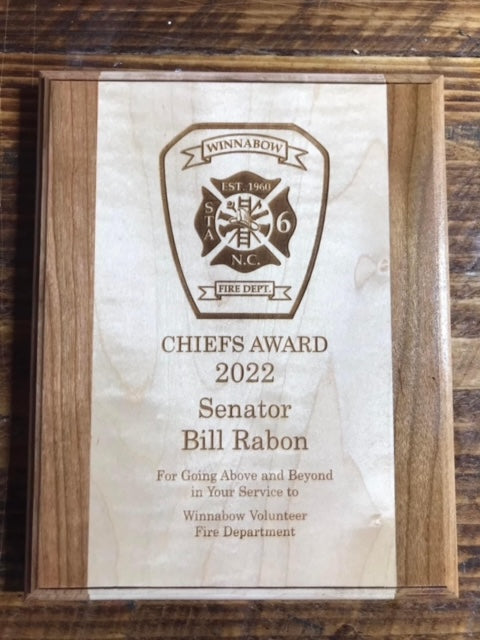 WINNABOW
EST. 1960
STA 6
N.C.
FIRE DEPT.
CHIEFS AWARD
2022
Senator
Bill Rabon
For Going Above and Beyond
in Your Service to
Winnabow Volunteer
Fire Department